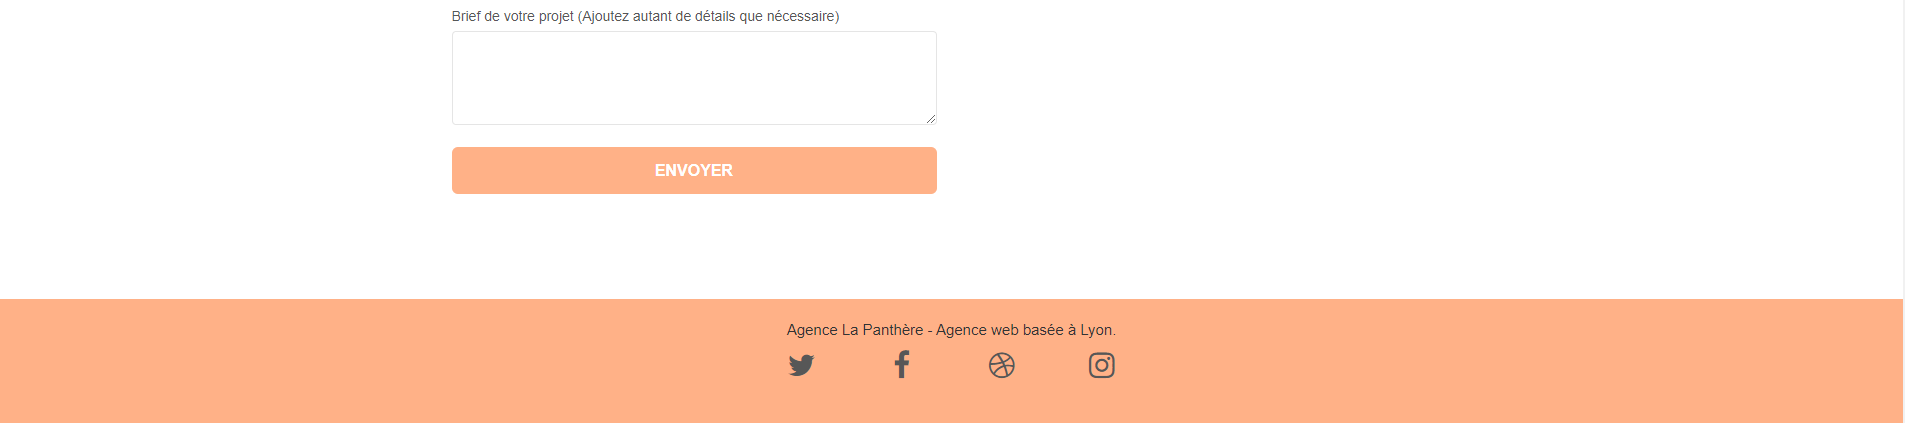 Brief de votre projet (Ajoutez autant de détails que nécessaire)
ENVOYER
Agence La Panthère - Agence web basée à Lyon.